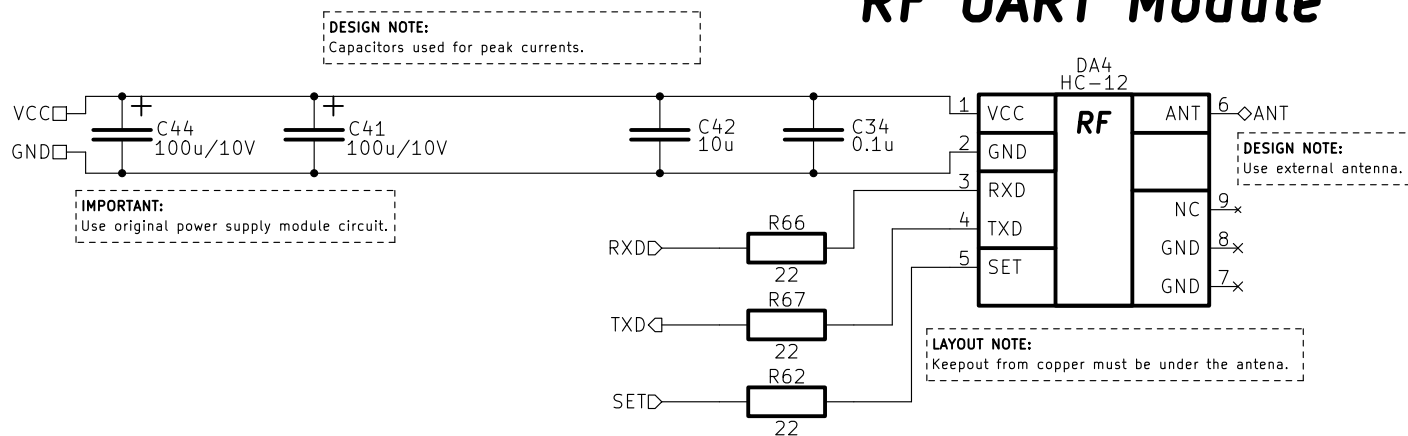 RF UART Module
DESIGN NOTE:
Capacitors used for peak currents.
DA4
HC-12
VCC
GND
C44
100u/10V
C41
100u/10V
C42
10u
C34
0.1u
1 VCC
2 GND
3 RXD
4 TXD
5 SET
RF
ANT 6 ANT
NC 9
GND 8
GND 7
DESIGN NOTE:
Use external antenna.
IMPORTANT:
Use original power supply module circuit.
RXD
R66
22
TXD
R67
22
SET
R62
22
LAYOUT NOTE:
Keepout from copper must be under the antena.